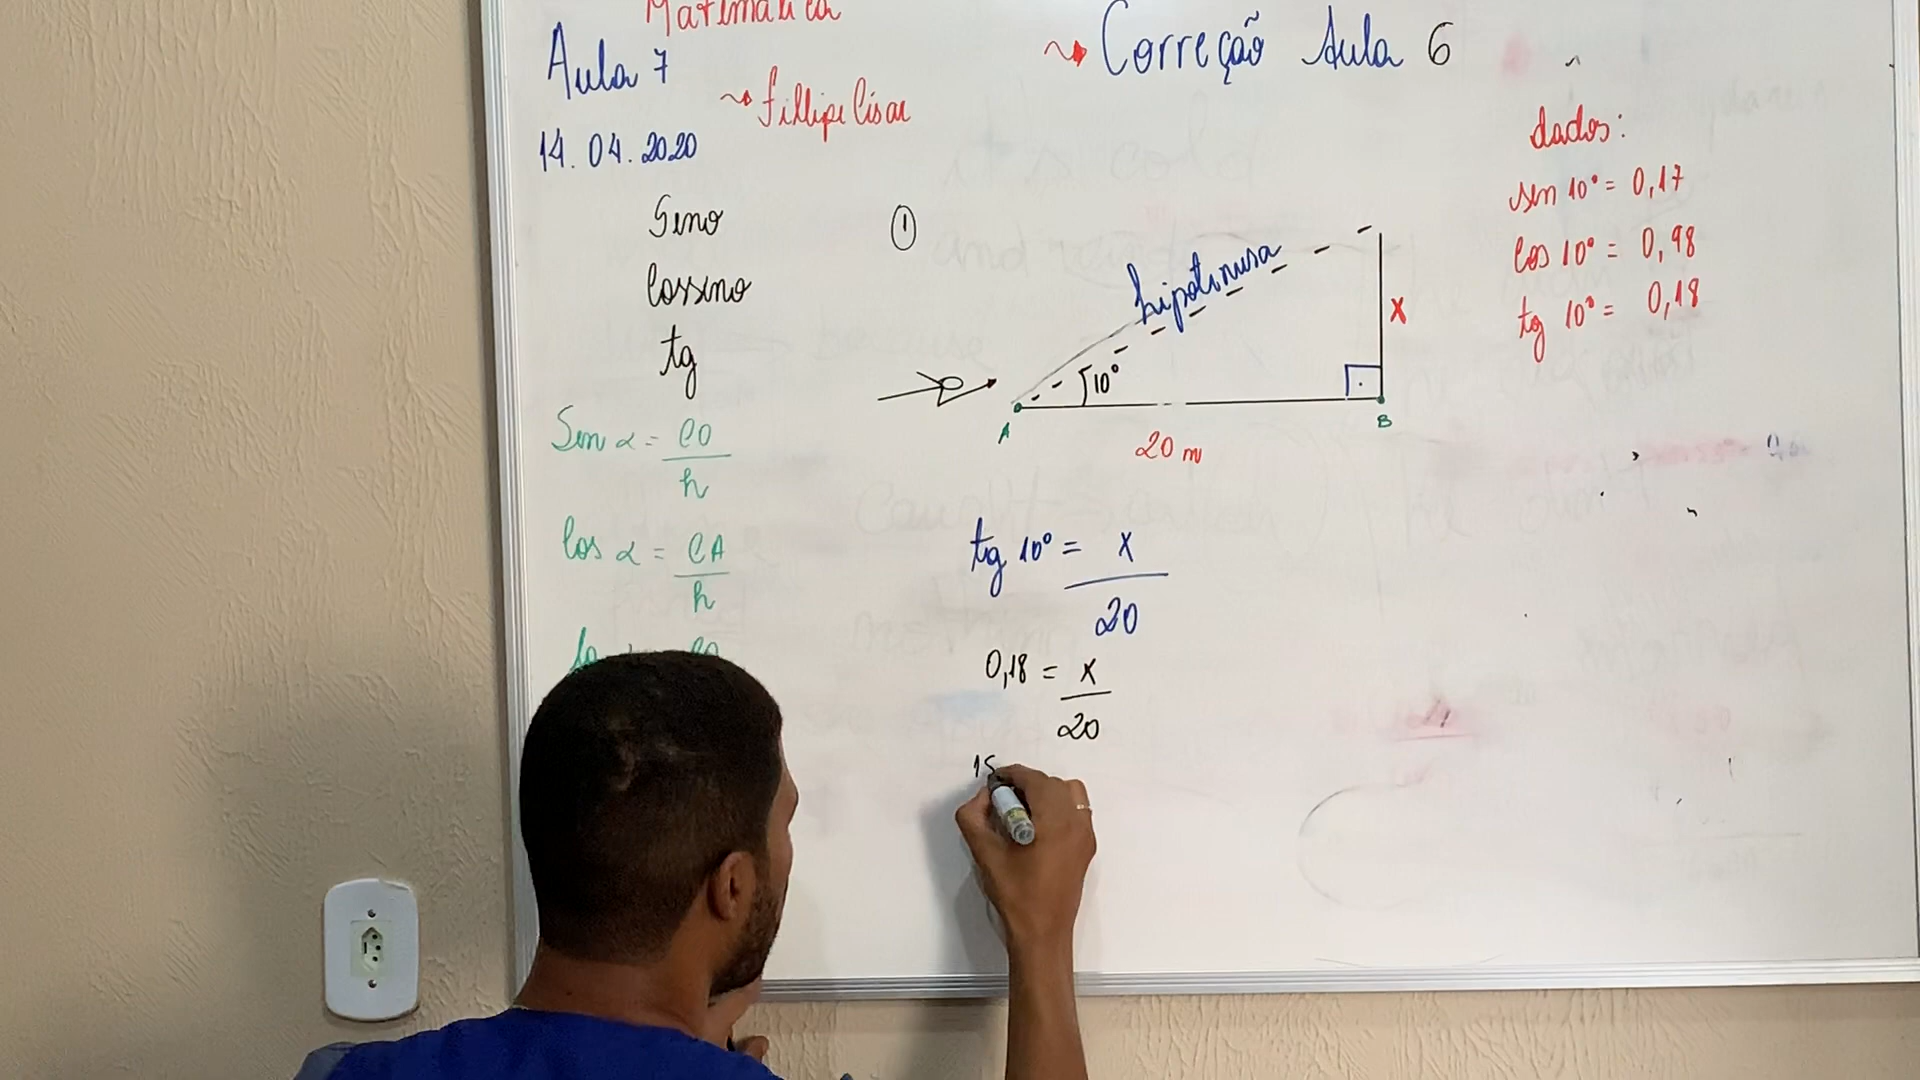 Matemática
Aula 7
~> Fillipe César
14.04.2020
Seno
Cosseno
tg
Sen α = CO
h
Cos α = CA
h
~> Correção Aula 6
dados:
sen 10° = 0,17
Cos 10° = 0,98
tg 10° = 0,18
1
hipotenusa
x
10°
A
B
20 m
tg 10° = x
20
0,18 = x
20